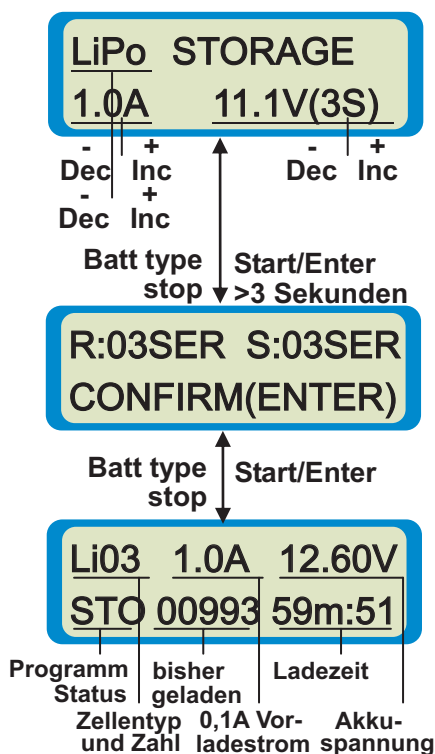 LiPo STORAGE
1.0A 11.1V(3S)
- + - +
Dec Inc Dec Inc
- +
Dec Inc
Batt type Start/Enter
stop >3 Sekunden
R:03SER S:03SER
CONFIRM(ENTER)
Batt type Start/Enter
stop
Li03 1.0A 12.60V
STO 00993 59m:51
Programm bisher Ladezeit
Status geladen
Zellentyp 0,1A Vor- Akku-
und Zahl ladestrom spannung